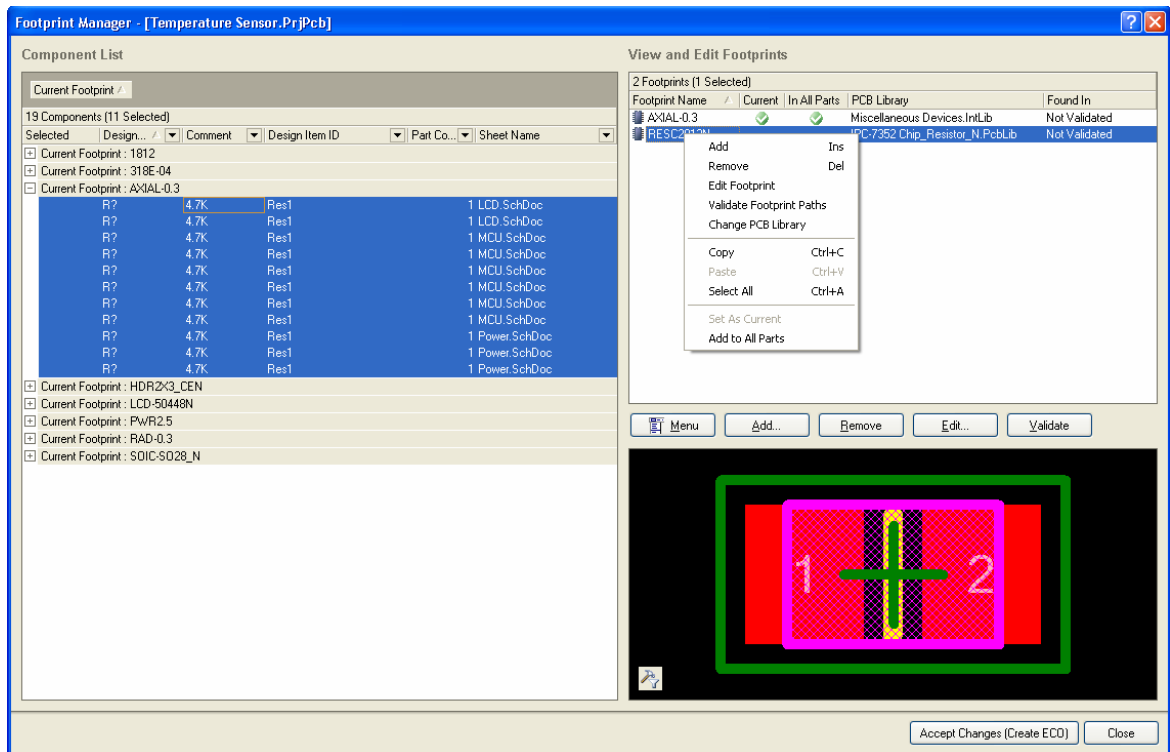 Footprint Manager - [Temperature Sensor.PrjPcb]
Component List
Current Footprint
19 Components (11 Selected)
Selected Design... Comment Design Item ID Part Co... Sheet Name
Current Footprint : 1812
Current Footprint : 318E-04
Current Footprint : AXIAL-0.3
R? 4.7K Res1 1 LCD.SchDoc
R? 4.7K Res1 1 LCD.SchDoc
R? 4.7K Res1 1 MCU.SchDoc
R? 4.7K Res1 1 MCU.SchDoc
R? 4.7K Res1 1 MCU.SchDoc
R? 4.7K Res1 1 MCU.SchDoc
R? 4.7K Res1 1 MCU.SchDoc
R? 4.7K Res1 1 MCU.SchDoc
R? 4.7K Res1 1 Power.SchDoc
R? 4.7K Res1 1 Power.SchDoc
R? 4.7K Res1 1 Power.SchDoc
Current Footprint : HDR2X3_CEN
Current Footprint : LCD-50448N
Current Footprint : PWR2.5
Current Footprint : RAD-0.3
Current Footprint : SOIC-SO28_N
View and Edit Footprints
2 Footprints (1 Selected)
Footprint Name Current In All Parts PCB Library Found In
AXIAL-0.3 Miscellaneous Devices.IntLib Not Validated
RESC2012N IPC-7352 Chip_Resistor_N.PcbLib Not Validated
Add Ins
Remove Del
Edit Footprint
Validate Footprint Paths
Change PCB Library
Copy Ctrl+C
Paste Ctrl+V
Select All Ctrl+A
Set As Current
Add to All Parts
Menu Add... Remove Edit... Validate
1 2
Accept Changes (Create ECO) Close